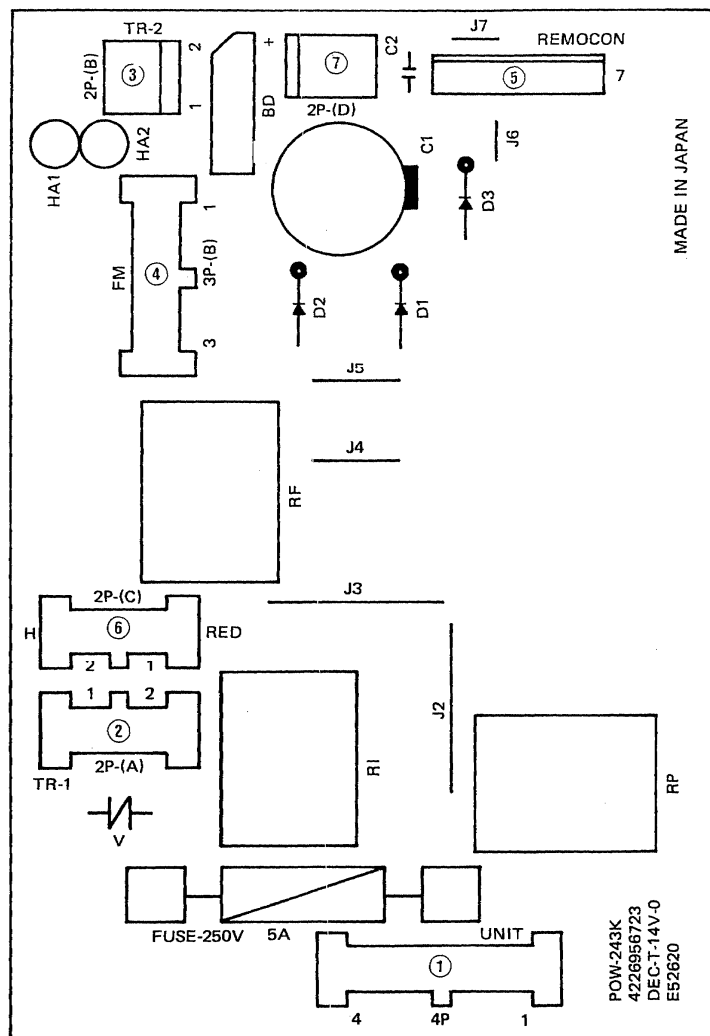 TR-2
2P-(B)
3
2
1
BD
+
7
2P-(D)
C2
J7
REMOCON
5
7
HA1
HA2
C1
J6
D3
MADE IN JAPAN
FM
4
1
3P-(B)
3
D2
D1
J5
J4
RF
J3
2P-(C)
H
6
RED
2 1
1 2
2
2P-(A)
TR-1
V
RI
J2
RP
FUSE-250V 5A
UNIT
1
4 4P 1
POW-243K
4226956723
DEC-T-14V-0
E52620